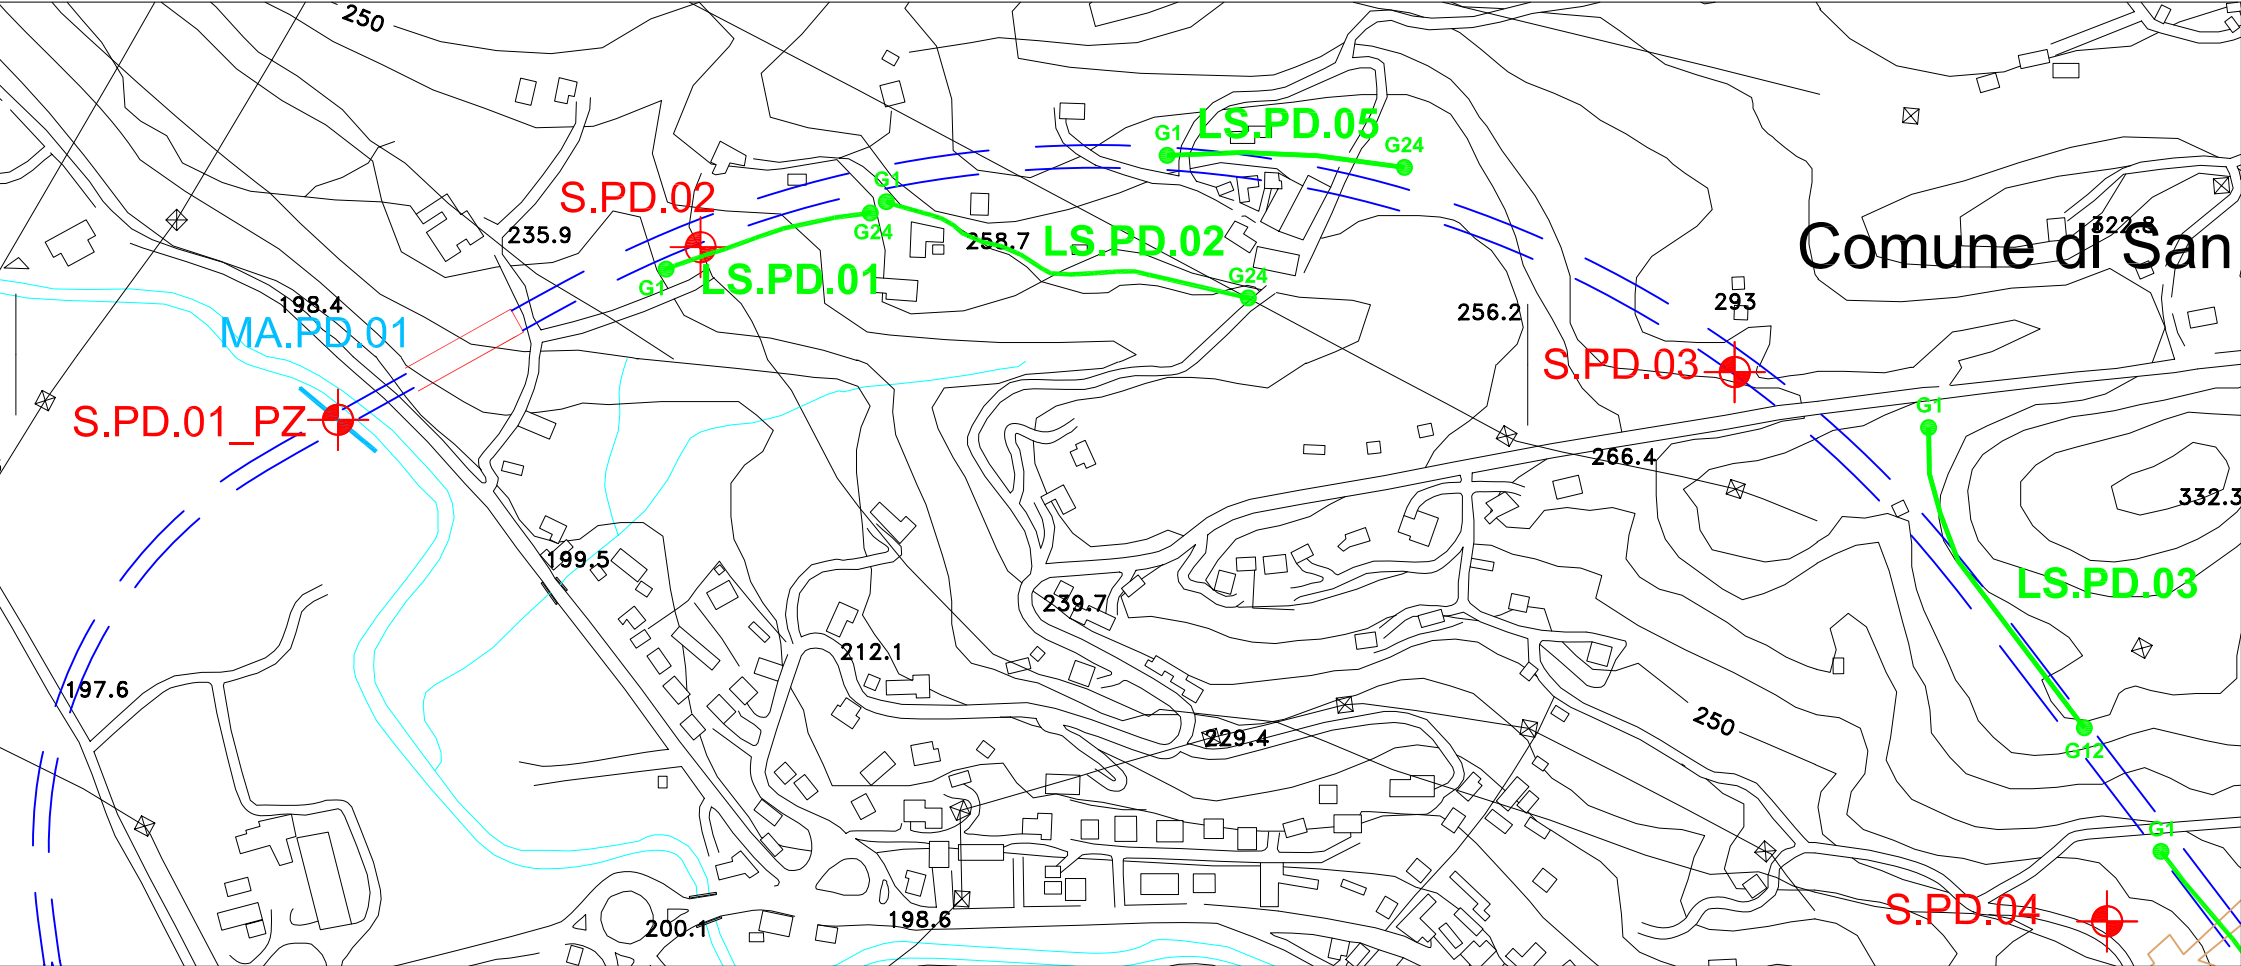 250
G1
LS.PD.05
G24
G1
S.PD.02
322.8
235.9
G24
258.7
LS.PD.02
Comune di San
G1
LS.PD.01
G24
198.4
256.2
293
MA.PD.01
S.PD.03
G1
S.PD.01_PZ
266.4
332.3
199.5
LS.PD.03
239.7
212.1
197.6
250
229.4
G12
G1
S.PD.04
198.6
200.1